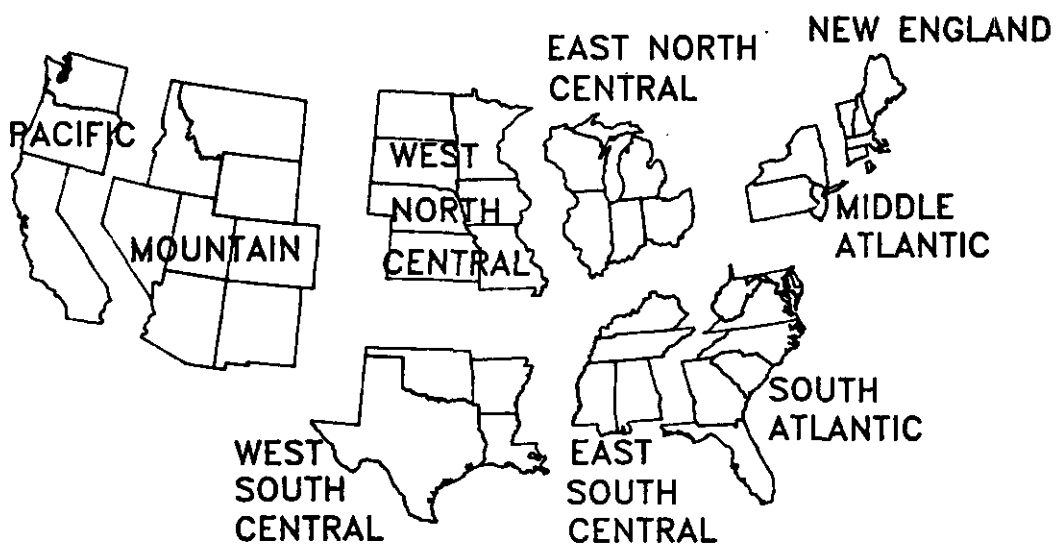 NEW ENGLAND
EAST NORTH
CENTRAL
PACIFIC
WEST
NORTH
CENTRAL
MOUNTAIN
MIDDLE
ATLANTIC
SOUTH
ATLANTIC
WEST
SOUTH
CENTRAL
EAST
SOUTH
CENTRAL